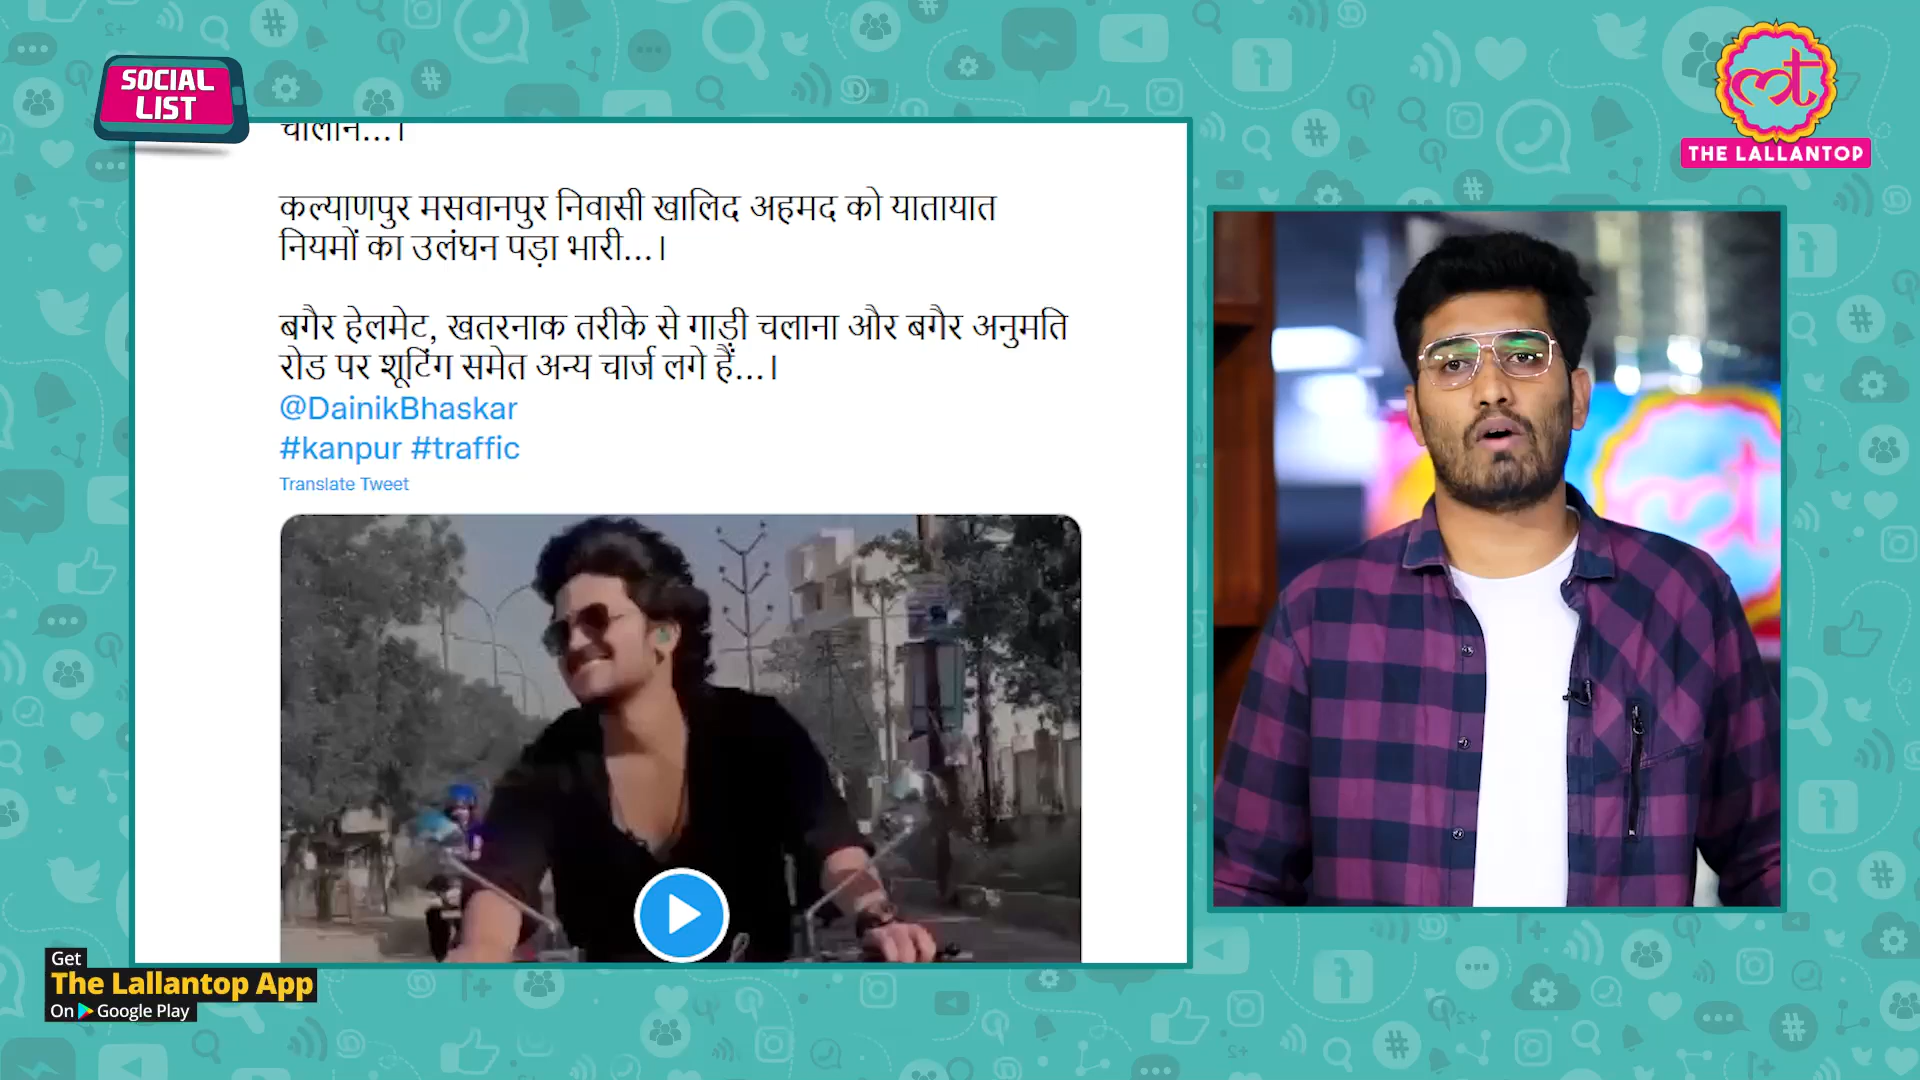 SOCIAL
LIST
चालान...।
कल्याणपुर मसवानपुर निवासी खालिद अहमद को यातायात
नियमों का उलंघन पड़ा भारी...।
बगैर हेलमेट, खतरनाक तरीके से गाड़ी चलाना और बगैर अनुमति
रोड पर शूटिंग समेत अन्य चार्ज लगे हैं...।
@DainikBhaskar
#kanpur #traffic
Translate Tweet
THE LALLANTOP
Get
The Lallantop App
On Google Play